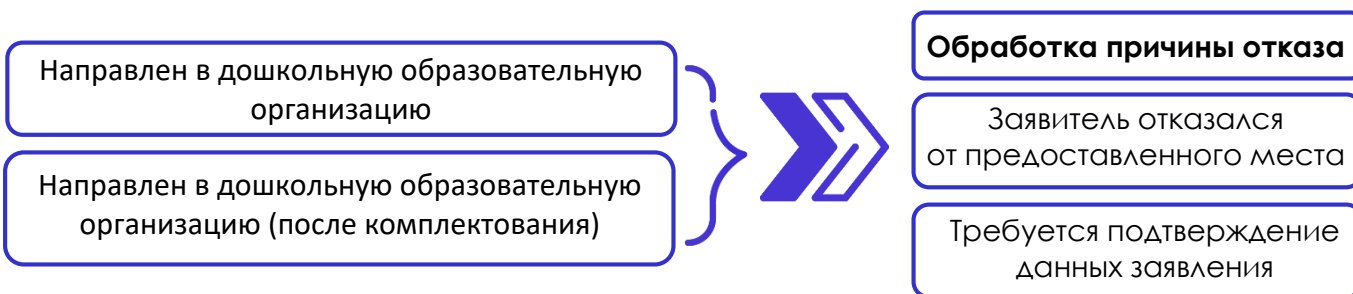 Направлен в дошкольную образовательную
организацию
Направлен в дошкольную образовательную
организацию (после комплектования)
Обработка причины отказа
Заявитель отказался
от предоставленного места
Требуется подтверждение
данных заявления